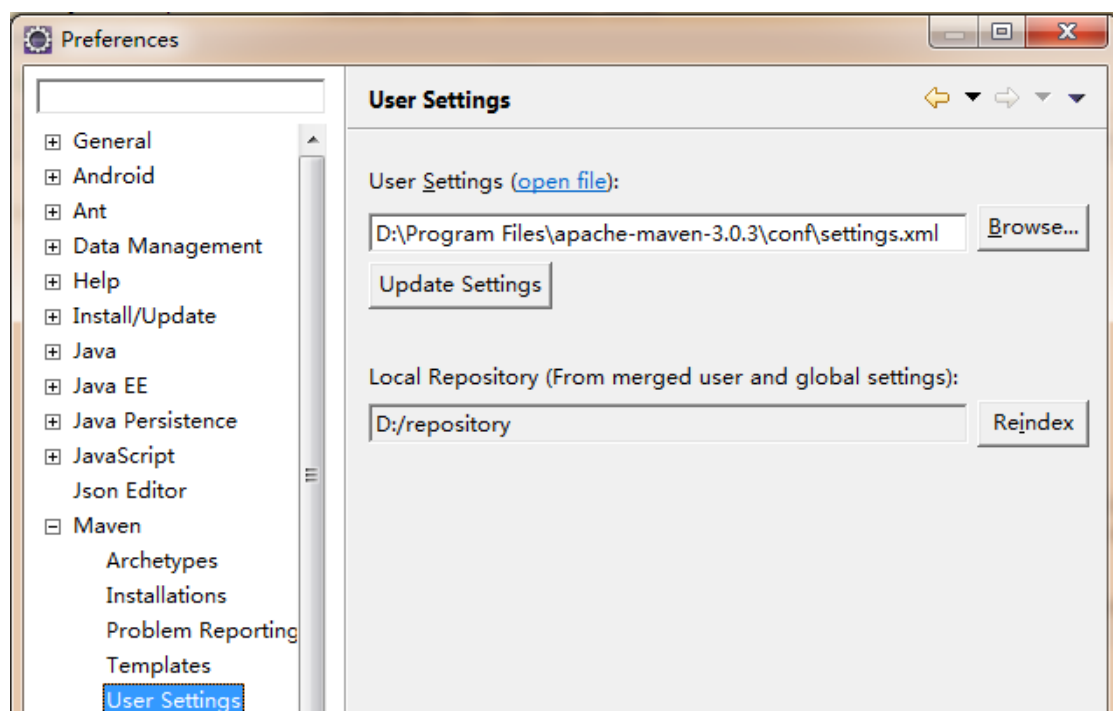 Preferences
General
Android
Ant
Data Management
Help
Install/Update
Java
Java EE
Java Persistence
JavaScript
Json Editor
Maven
Archetypes
Installations
Problem Reporting
Templates
User Settings
User Settings
User Settings (open file):
D:\Program Files\apache-maven-3.0.3\conf\settings.xml
Browse...
Update Settings
Local Repository (From merged user and global settings):
D:/repository
Reindex